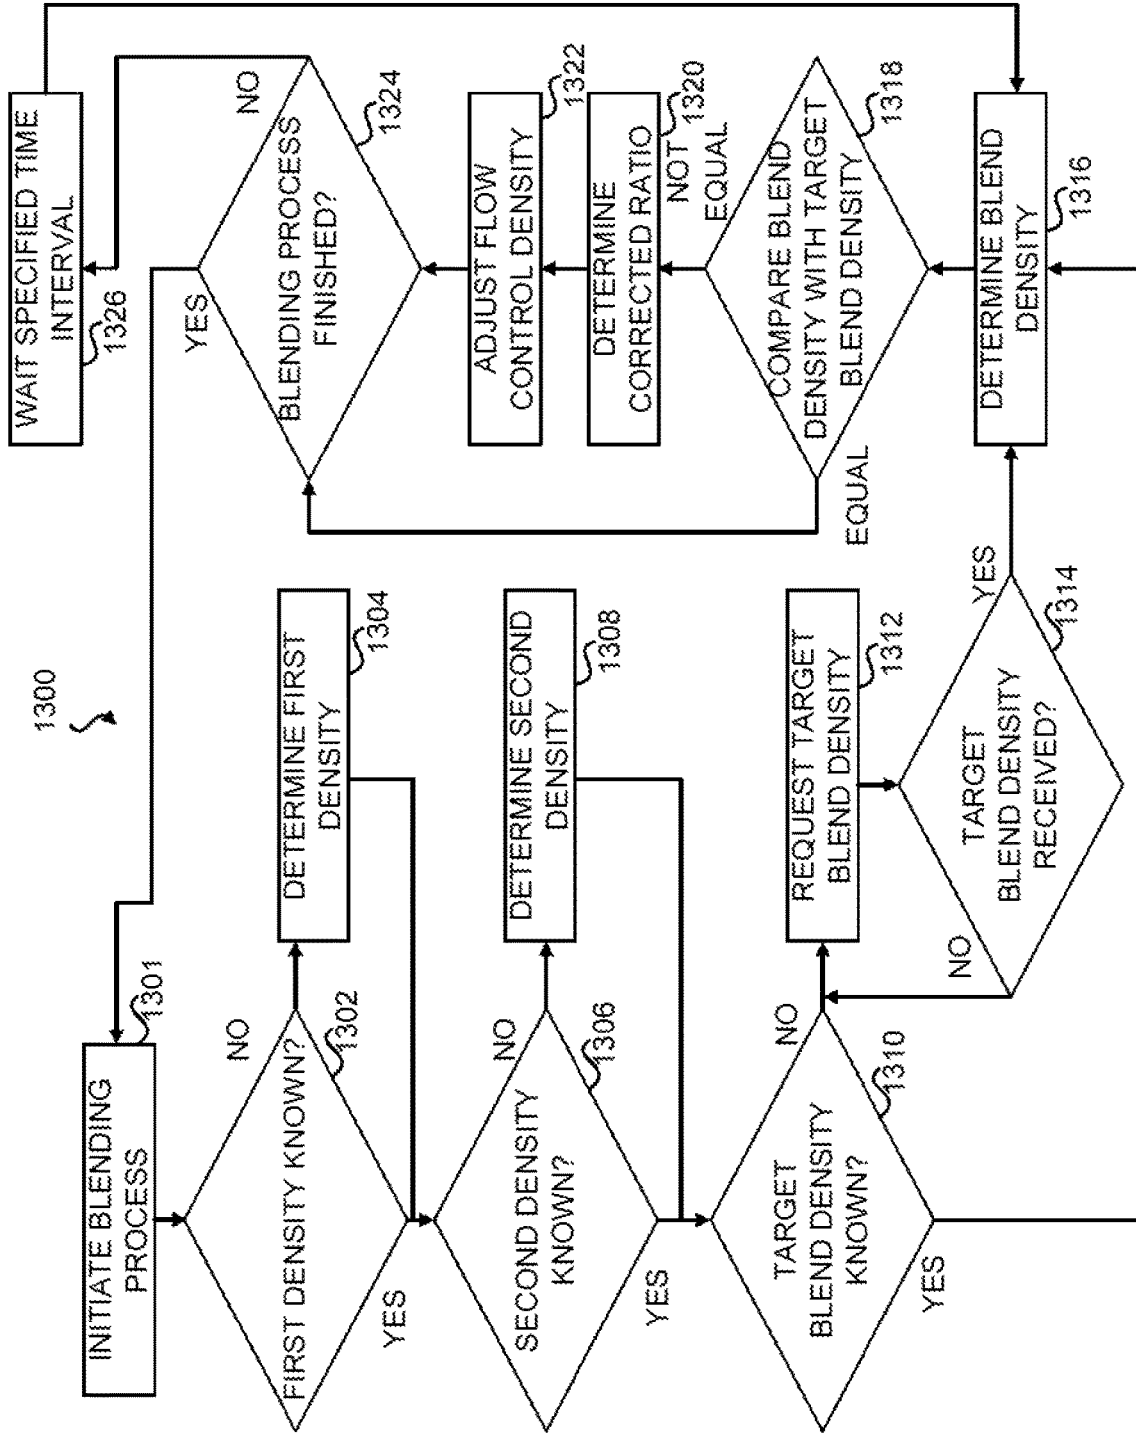 1300
INITIATE BLENDING
PROCESS
1301
FIRST DENSITY KNOWN?
1302
NO
YES
DETERMINE FIRST
DENSITY
1304
SECOND DENSITY
KNOWN?
1306
NO
YES
DETERMINE SECOND
DENSITY
1308
TARGET
BLEND DENSITY
KNOWN?
1310
NO
YES
REQUEST TARGET
BLEND DENSITY
1312
TARGET
BLEND DENSITY
RECEIVED?
1314
NO
YES
WAIT SPECIFIED TIME
INTERVAL
1326
YES
NO
BLENDING PROCESS
FINISHED?
1324
ADJUST FLOW
CONTROL DENSITY
1322
DETERMINE
CORRECTED RATIO
1320
NOT
EQUAL
COMPARE BLEND
DENSITY WITH TARGET
BLEND DENSITY
1318
EQUAL
DETERMINE BLEND
DENSITY
1316